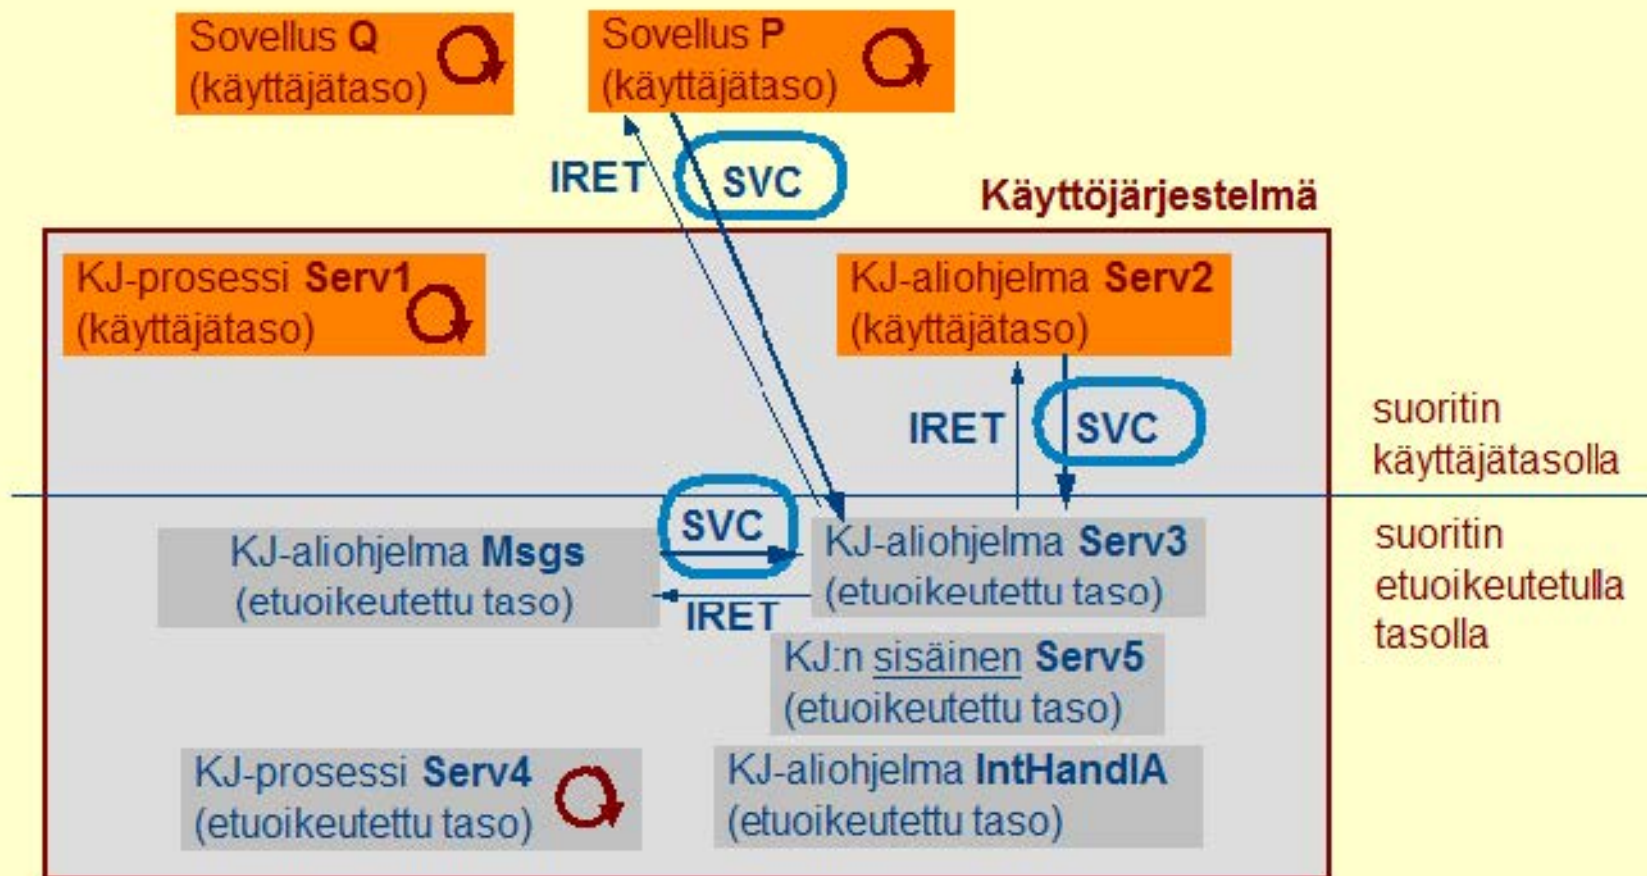 Sovellus Q
(käyttäjätaso)
Sovellus P
(käyttäjätaso)
IRET
SVC
Käyttöjärjestelmä
KJ-prosessi Serv1
(käyttäjätaso)
KJ-aliohjelma Serv2
(käyttäjätaso)
IRET
SVC
suoritin
käyttäjätasolla
SVC
KJ-aliohjelma Msgs
(etuoikeutettu taso)
IRET
KJ-aliohjelma Serv3
(etuoikeutettu taso)
suoritin
etuoikeutetulla
tasolla
KJ:n sisäinen Serv5
(etuoikeutettu taso)
KJ-prosessi Serv4
(etuoikeutettu taso)
KJ-aliohjelma IntHandlA
(etuoikeutettu taso)